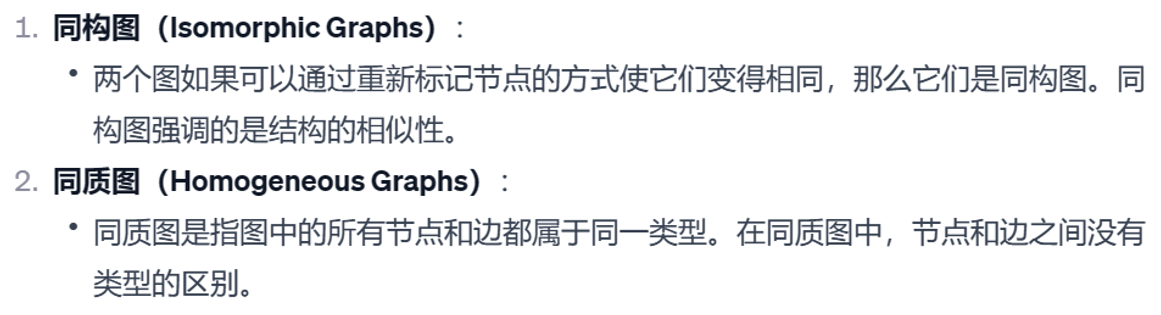 1. 同构图（Isomorphic Graphs）：
• 两个图如果可以通过重新标记节点的方式使它们变得相同，那么它们是同构图。同
构图强调的是结构的相似性。
2. 同质图（Homogeneous Graphs）：
• 同质图是指图中的所有节点和边都属于同一类型。在同质图中，节点和边之间没有
类型的区别。